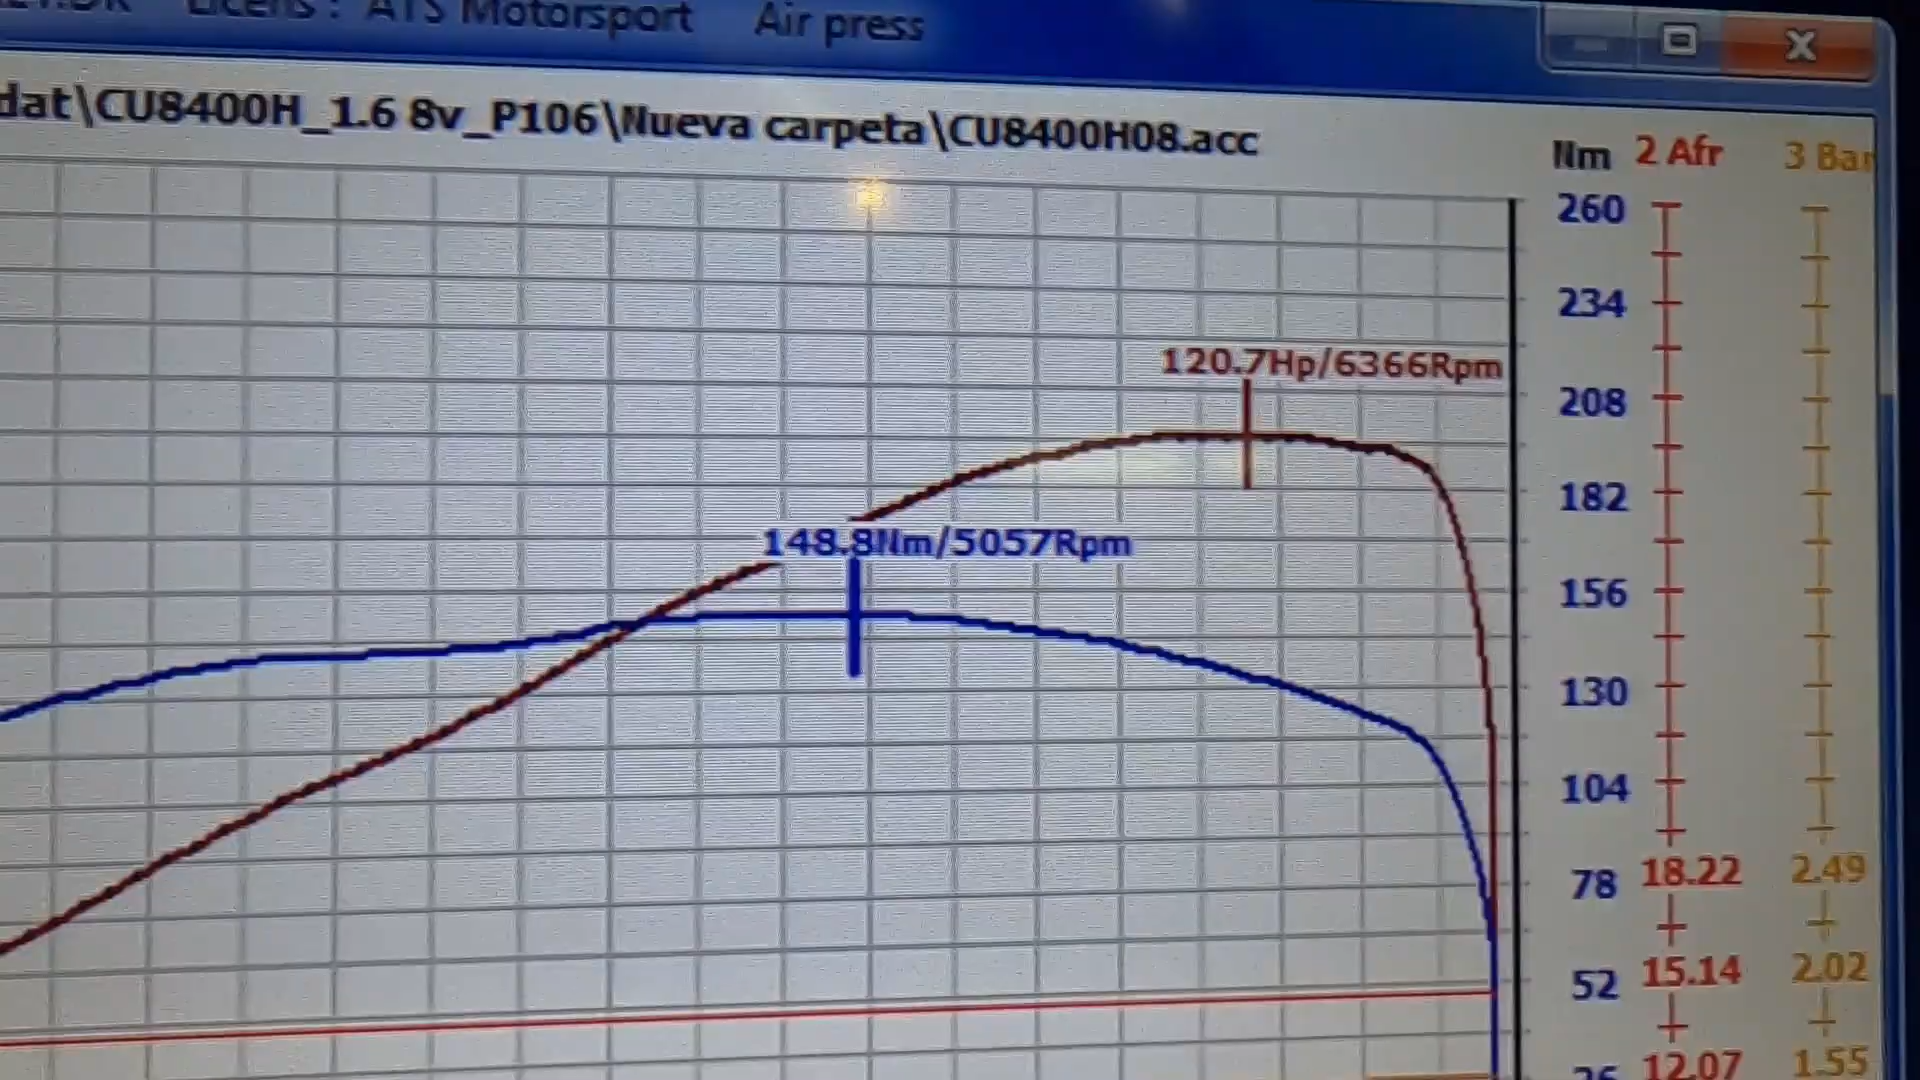 Licens : ATS Motorsport Air press
dat\CU8400H_1.6 8v_P106\Nueva carpeta\CU8400H08.acc
Nm 2 Afr 3 Bar
260
234
120.7Hp/6366Rpm
208
182
148.8Nm/5057Rpm
156
130
104
78 18.22 2.49
52 15.14 2.02
26 12.07 1.55